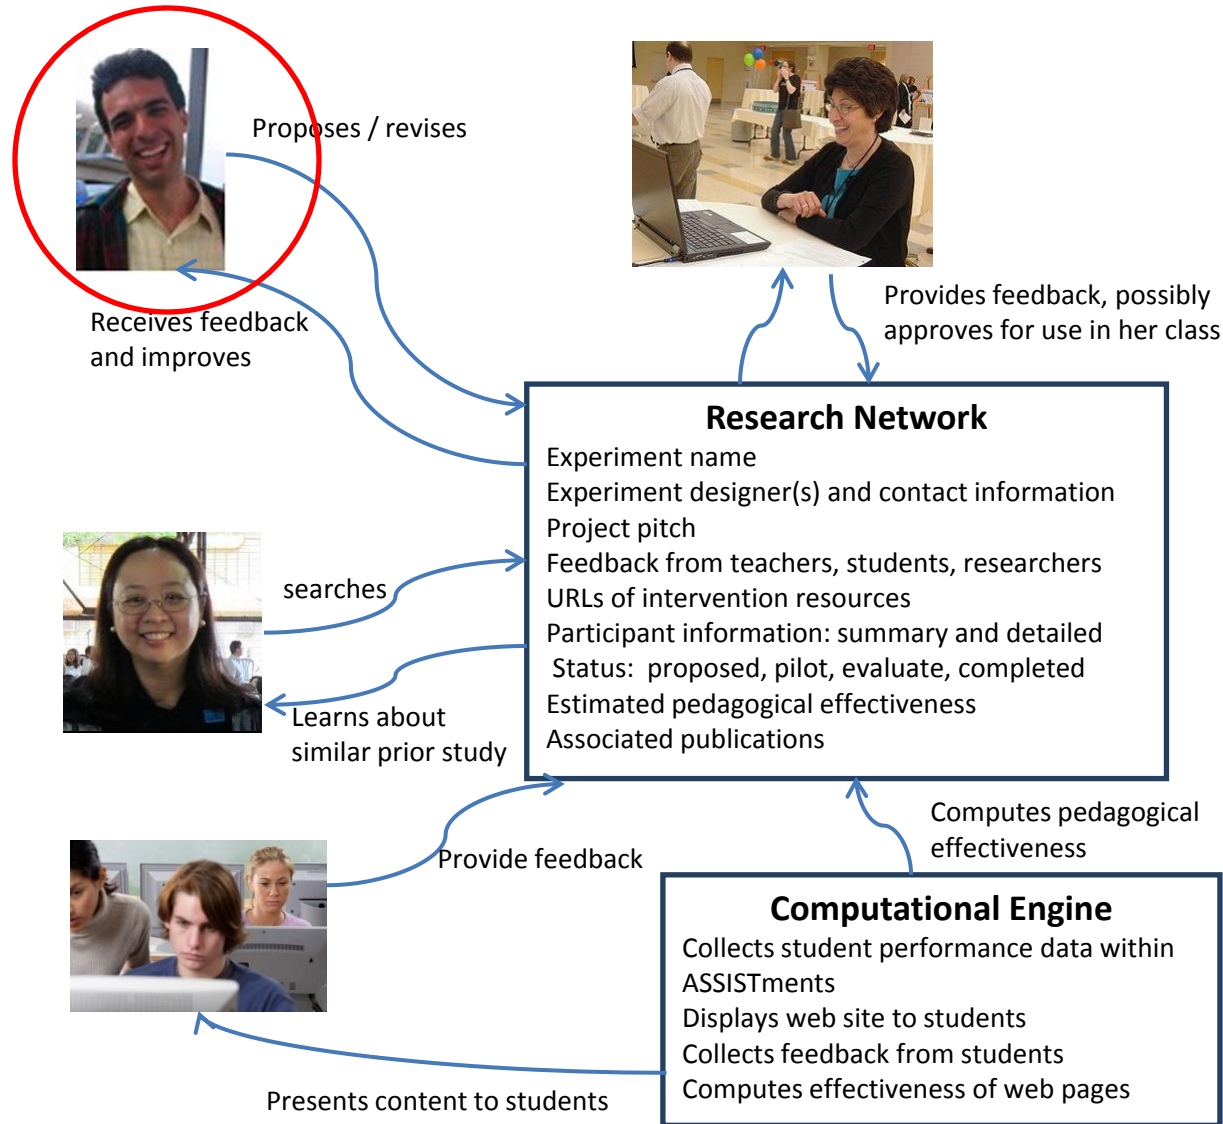 Proposes / revises
Receives feedback
and improves
Provides feedback, possibly
approves for use in her class
Research Network
Experiment name
Experiment designer(s) and contact information
Project pitch
Feedback from teachers, students, researchers
URLs of intervention resources
Participant information: summary and detailed
Status:  proposed, pilot, evaluate, completed
Estimated pedagogical effectiveness
Associated publications
searches
Learns about
similar prior study
Provide feedback
Computes pedagogical
effectiveness
Computational Engine
Collects student performance data within
ASSISTments
Displays web site to students
Collects feedback from students
Computes effectiveness of web pages
Presents content to students